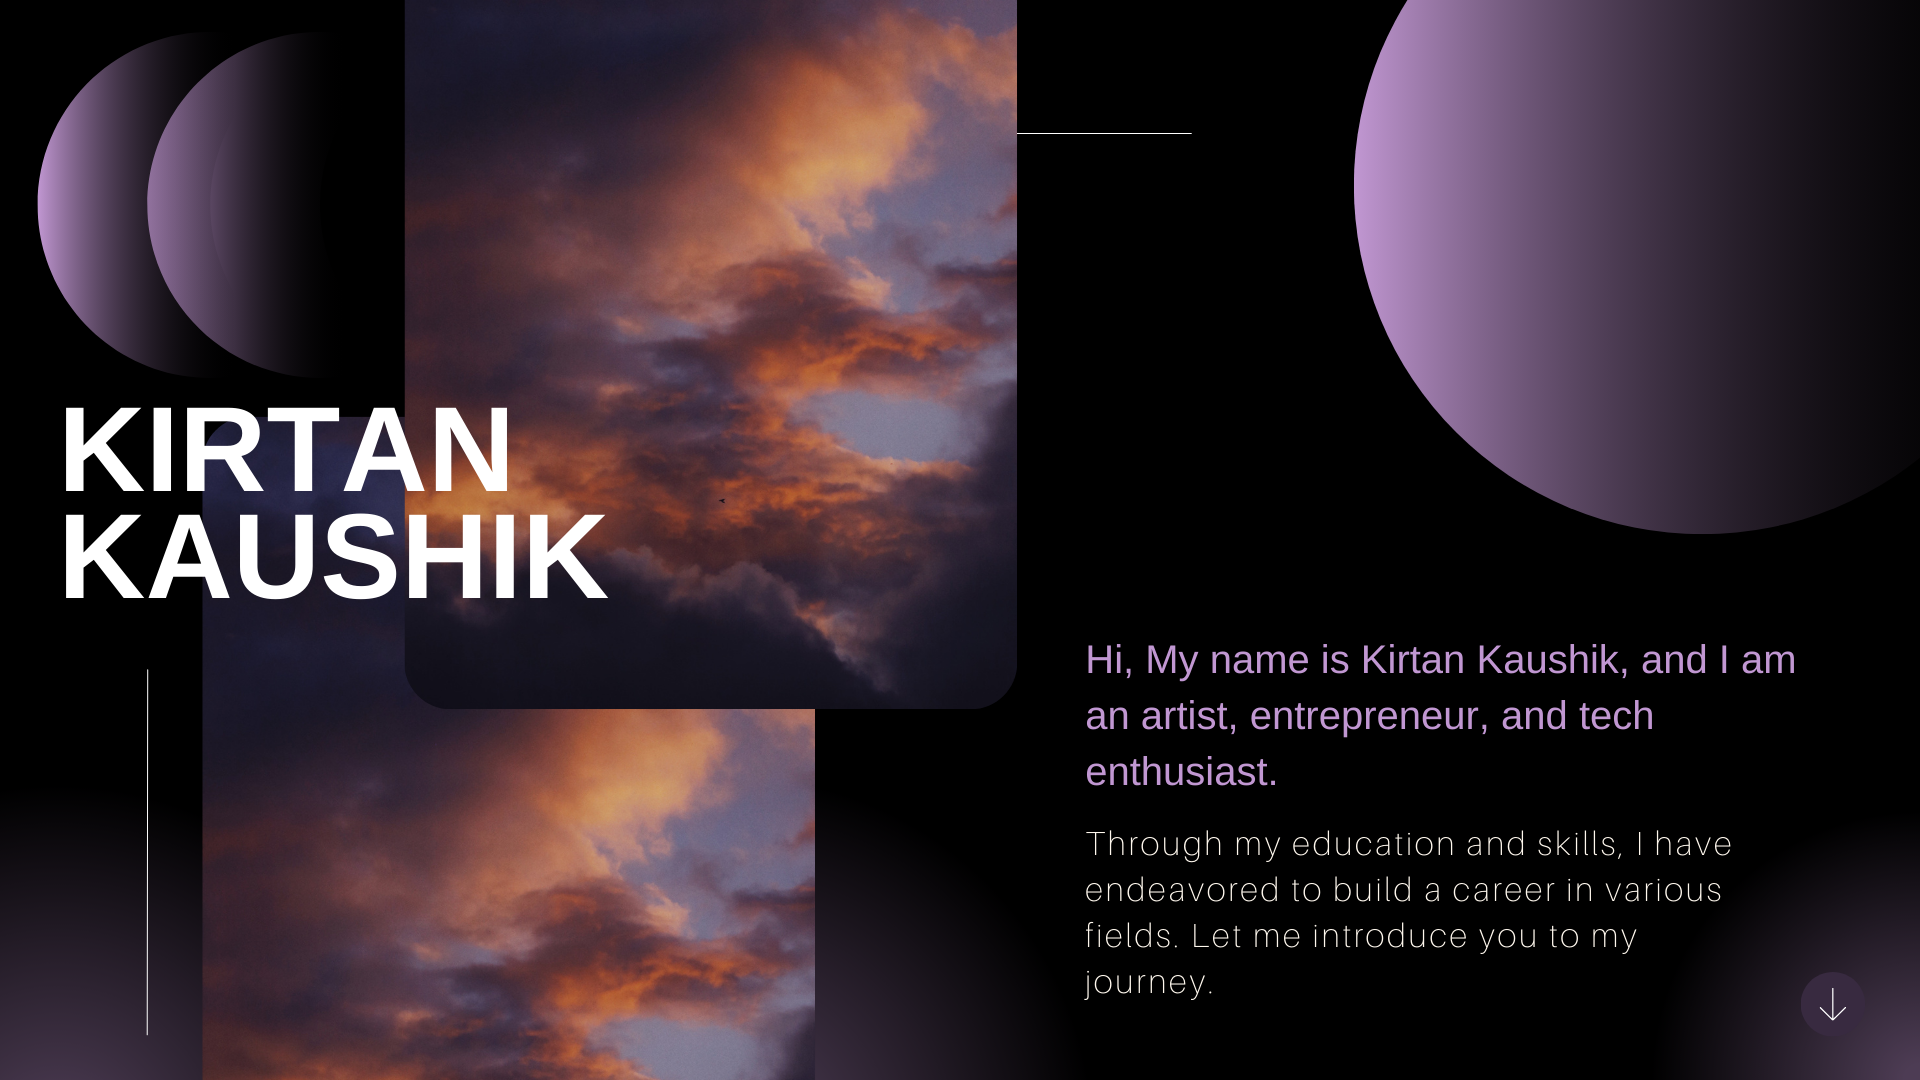 KIRTAN
KAUSHIK
Hi, My name is Kirtan Kaushik, and I am
an artist, entrepreneur, and tech
enthusiast.
Through my education and skills, I have
endeavored to build a career in various
fields. Let me introduce you to my
journey.